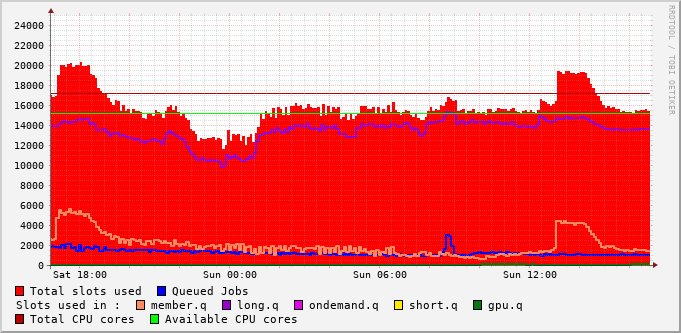 RRDTOOL / TOBI OETIKER
24000
22000
20000
18000
16000
14000
12000
10000
8000
6000
4000
2000
0
Sat 18:00 Sun 00:00 Sun 06:00 Sun 12:00
Total slots used Queued Jobs
Slots used in : member.q long.q ondemand.q short.q gpu.q
Total CPU cores Available CPU cores